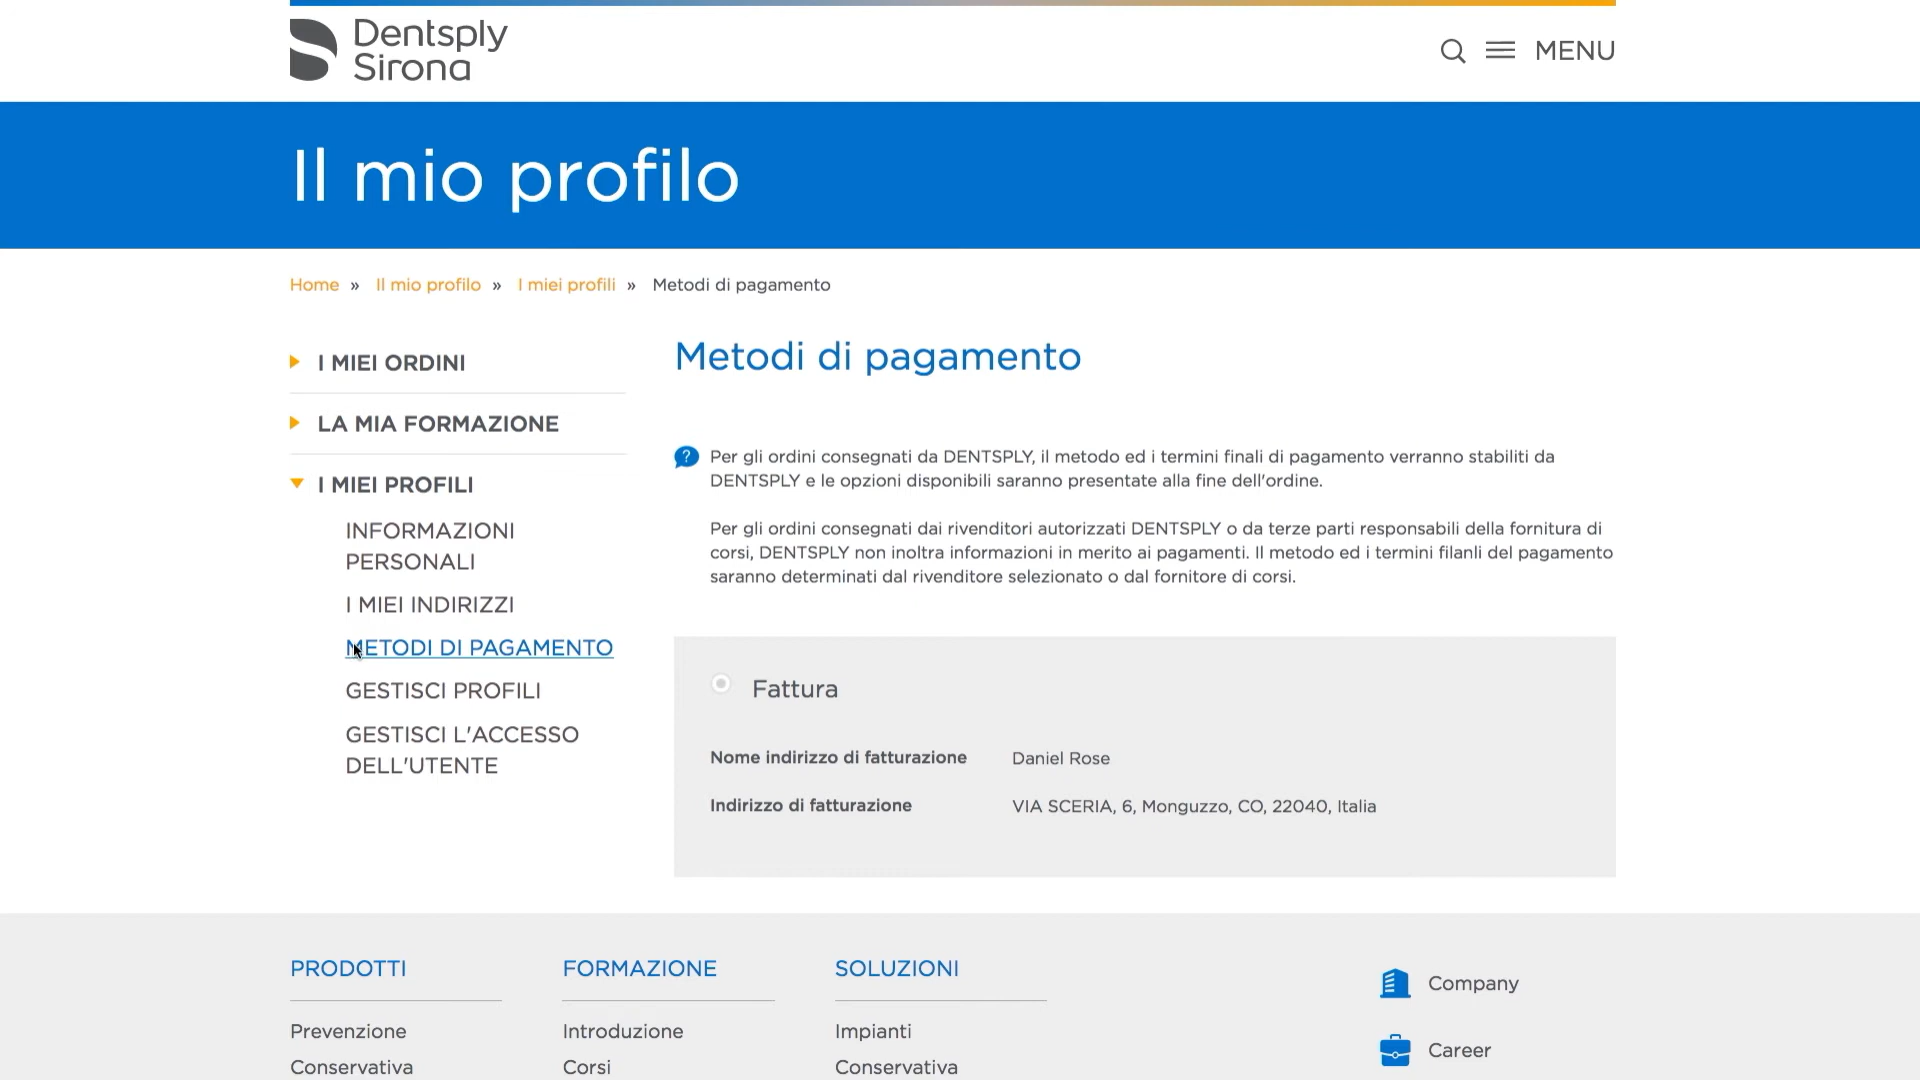 Dentsply
Sirona
MENU
Il mio profilo
Home » Il mio profilo » I miei profili » Metodi di pagamento
I MIEI ORDINI
LA MIA FORMAZIONE
I MIEI PROFILI
INFORMAZIONI
PERSONALI
I MIEI INDIRIZZI
METODI DI PAGAMENTO
GESTISCI PROFILI
GESTISCI L'ACCESSO
DELL'UTENTE
Metodi di pagamento
?
Per gli ordini consegnati da DENTSPLY, il metodo ed i termini finali di pagamento verranno stabiliti da
DENTSPLY e le opzioni disponibili saranno presentate alla fine dell'ordine.
Per gli ordini consegnati dai rivenditori autorizzati DENTSPLY o da terze parti responsabili della fornitura di
corsi, DENTSPLY non inoltra informazioni in merito ai pagamenti. Il metodo ed i termini filanli del pagamento
saranno determinati dal rivenditore selezionato o dal fornitore di corsi.
Fattura
Nome indirizzo di fatturazione Daniel Rose
Indirizzo di fatturazione VIA SCERIA, 6, Monguzzo, CO, 22040, Italia
PRODOTTI
Prevenzione
Conservativa
FORMAZIONE
Introduzione
Corsi
SOLUZIONI
Impianti
Conservativa
Company
Career